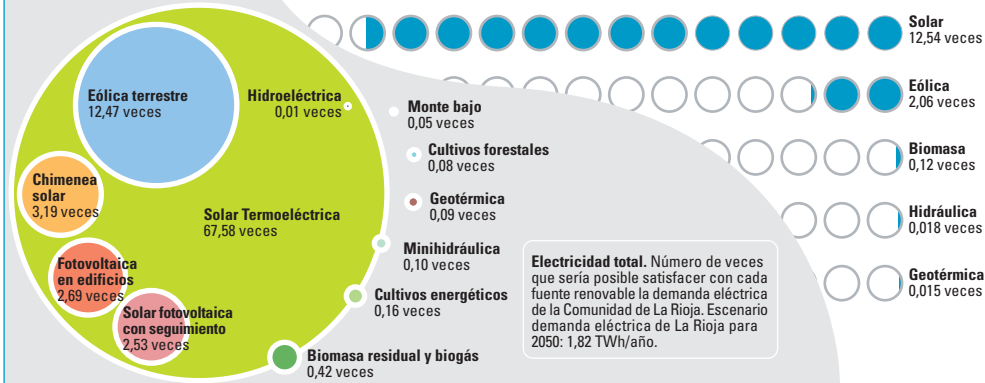 Eólica terrestre
12,47 veces
Hidroeléctrica
0,01 veces
Chimenea
solar
3,19 veces
Solar Termoeléctrica
67,58 veces
Fotovoltaica
en edificios
2,69 veces
Solar fotovoltaica
con seguimiento
2,53 veces
Monte bajo
0,05 veces
Cultivos forestales
0,08 veces
Geotérmica
0,09 veces
Minihidráulica
0,10 veces
Cultivos energéticos
0,16 veces
Biomasa residual y biogás
0,42 veces
Electricidad total. Número de veces
que sería posible satisfacer con cada
fuente renovable la demanda eléctrica
de la Comunidad de La Rioja. Escenario
demanda eléctrica de La Rioja para
2050: 1,82 TWh/año.
Solar
12,54 veces
Eólica
2,06 veces
Biomasa
0,12 veces
Hidráulica
0,018 veces
Geotérmica
0,015 veces